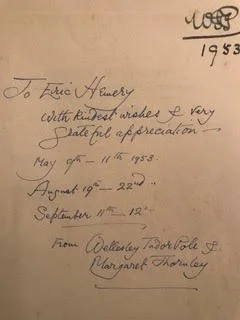 1953
To Eric Hemery
With kindest wishes & very
grateful appreciation —
May 9th — 11th 1953.
August 19th — 22nd "
September 11th — 12th
From Wellesley Tudor Pole &
Margaret Thornley